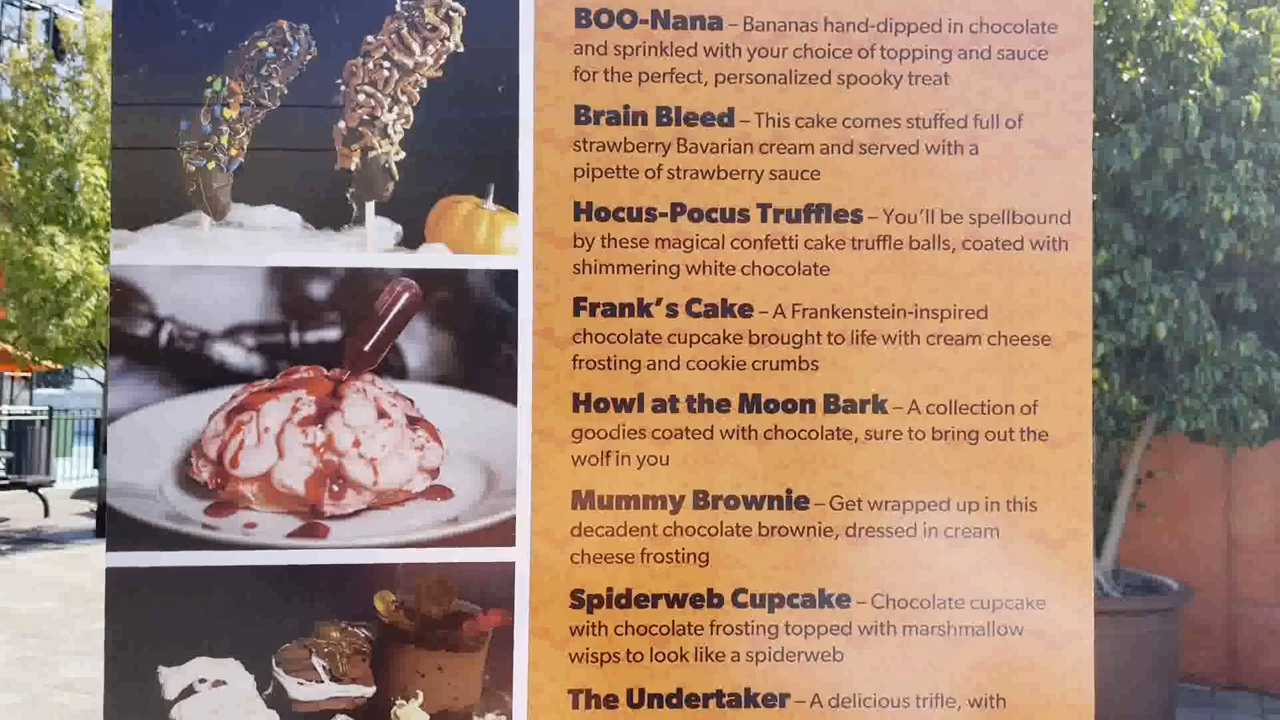 BOO-Nana – Bananas hand-dipped in chocolate
and sprinkled with your choice of topping and sauce
for the perfect, personalized spooky treat
Brain Bleed – This cake comes stuffed full of
strawberry Bavarian cream and served with a
pipette of strawberry sauce
Hocus-Pocus Truffles – You'll be spellbound
by these magical confetti cake truffle balls, coated with
shimmering white chocolate
Frank's Cake – A Frankenstein-inspired
chocolate cupcake brought to life with cream cheese
frosting and cookie crumbs
Howl at the Moon Bark – A collection of
goodies coated with chocolate, sure to bring out the
wolf in you
Mummy Brownie – Get wrapped up in this
decadent chocolate brownie, dressed in cream
cheese frosting
Spiderweb Cupcake – Chocolate cupcake
with chocolate frosting topped with marshmallow
wisps to look like a spiderweb
The Undertaker – A delicious trifle, with